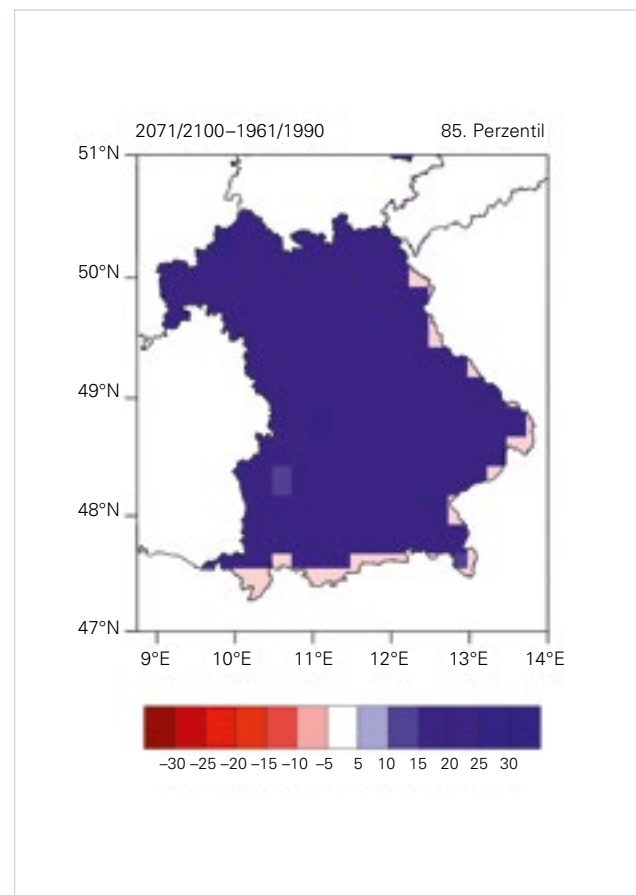 2071/2100–1961/1990 85. Perzentil
51°N
50°N
49°N
48°N
47°N
9°E 10°E 11°E 12°E 13°E 14°E
–30 –25 –20 –15 –10 –5 5 10 15 20 25 30